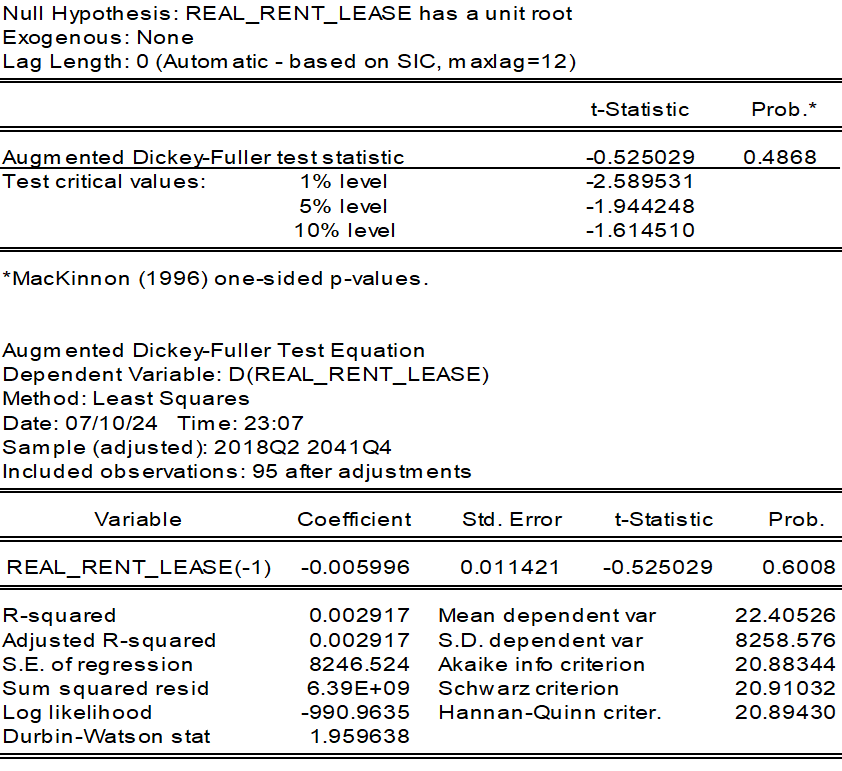 Null Hypothesis: REAL_RENT_LEASE has a unit root
Exogenous: None
Lag Length: 0 (Automatic - based on SIC, maxlag=12)
t-Statistic Prob.*
Augmented Dickey-Fuller test statistic -0.525029 0.4868
Test critical values: 1% level -2.589531
5% level -1.944248
10% level -1.614510
*MacKinnon (1996) one-sided p-values.
Augmented Dickey-Fuller Test Equation
Dependent Variable: D(REAL_RENT_LEASE)
Method: Least Squares
Date: 07/10/24 Time: 23:07
Sample (adjusted): 2018Q2 2041Q4
Included observations: 95 after adjustments
Variable Coefficient Std. Error t-Statistic Prob.
REAL_RENT_LEASE(-1) -0.005996 0.011421 -0.525029 0.6008
R-squared 0.002917 Mean dependent var 22.40526
Adjusted R-squared 0.002917 S.D. dependent var 8258.576
S.E. of regression 8246.524 Akaike info criterion 20.88344
Sum squared resid 6.39E+09 Schwarz criterion 20.91032
Log likelihood -990.9635 Hannan-Quinn criter. 20.89430
Durbin-Watson stat 1.959638